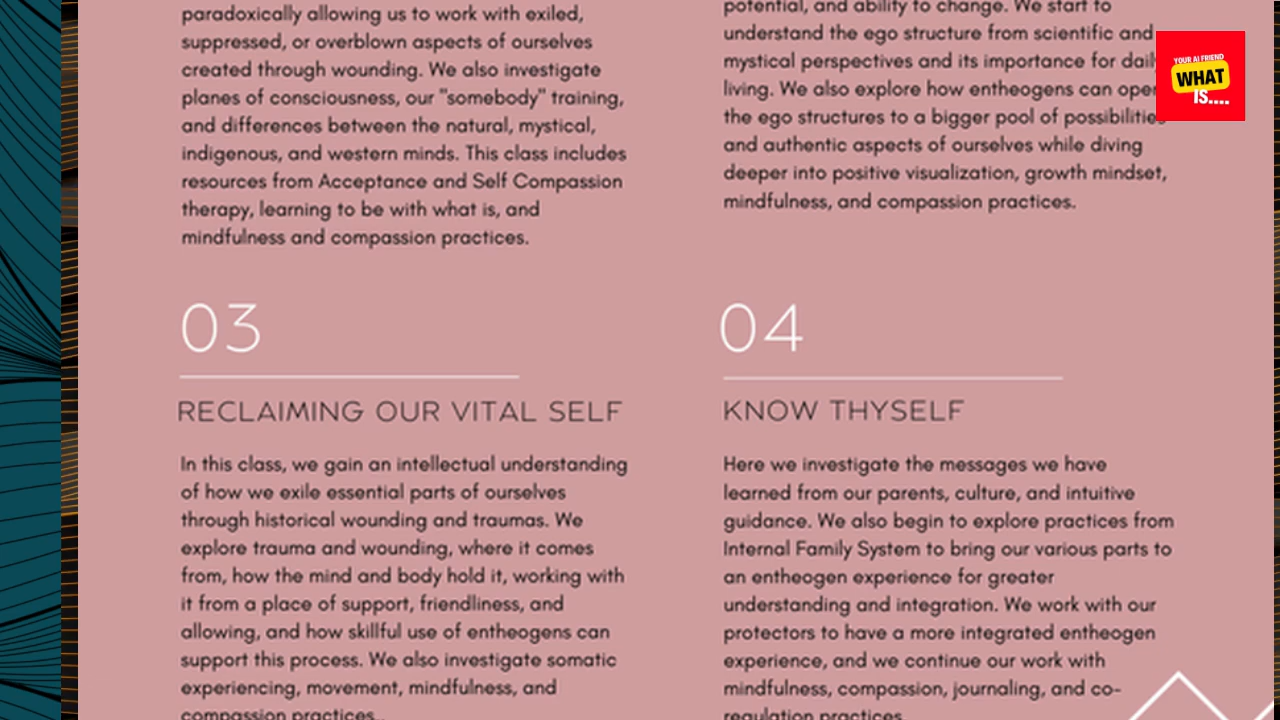 paradoxically allowing us to work with exiled,
suppressed, or overblown aspects of ourselves
created through wounding. We also investigate
planes of consciousness, our "somebody" training,
and differences between the natural, mystical,
indigenous, and western minds. This class includes
resources from Acceptance and Self Compassion
therapy, learning to be with what is, and
mindfulness and compassion practices.
potential, and ability to change. We start to
understand the ego structure from scientific and
mystical perspectives and its importance for daily
living. We also explore how entheogens can open
the ego structures to a bigger pool of possibilities
and authentic aspects of ourselves while diving
deeper into positive visualization, growth mindset,
mindfulness, and compassion practices.
YOUR AI FRIEND
WHAT
IS....
03
RECLAIMING OUR VITAL SELF
In this class, we gain an intellectual understanding
of how we exile essential parts of ourselves
through historical wounding and traumas. We
explore trauma and wounding, where it comes
from, how the mind and body hold it, working with
it from a place of support, friendliness, and
allowing, and how skillful use of entheogens can
support this process. We also investigate somatic
experiencing, movement, mindfulness, and
compassion practices..
04
KNOW THYSELF
Here we investigate the messages we have
learned from our parents, culture, and intuitive
guidance. We also begin to explore practices from
Internal Family System to bring our various parts to
an entheogen experience for greater
understanding and integration. We work with our
protectors to have a more integrated entheogen
experience, and we continue our work with
mindfulness, compassion, journaling, and co-
regulation practices.